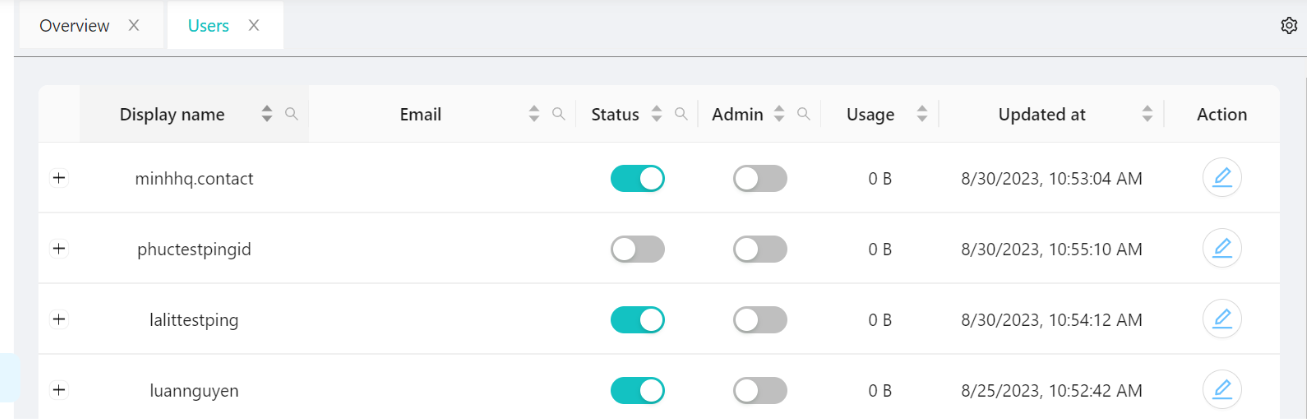 Overview Users
Display name Email Status Admin Usage Updated at Action
minhhq.contact 0 B 8/30/2023, 10:53:04 AM
phuctestpingid 0 B 8/30/2023, 10:55:10 AM
lalittestping 0 B 8/30/2023, 10:54:12 AM
luannguyen 0 B 8/25/2023, 10:52:42 AM